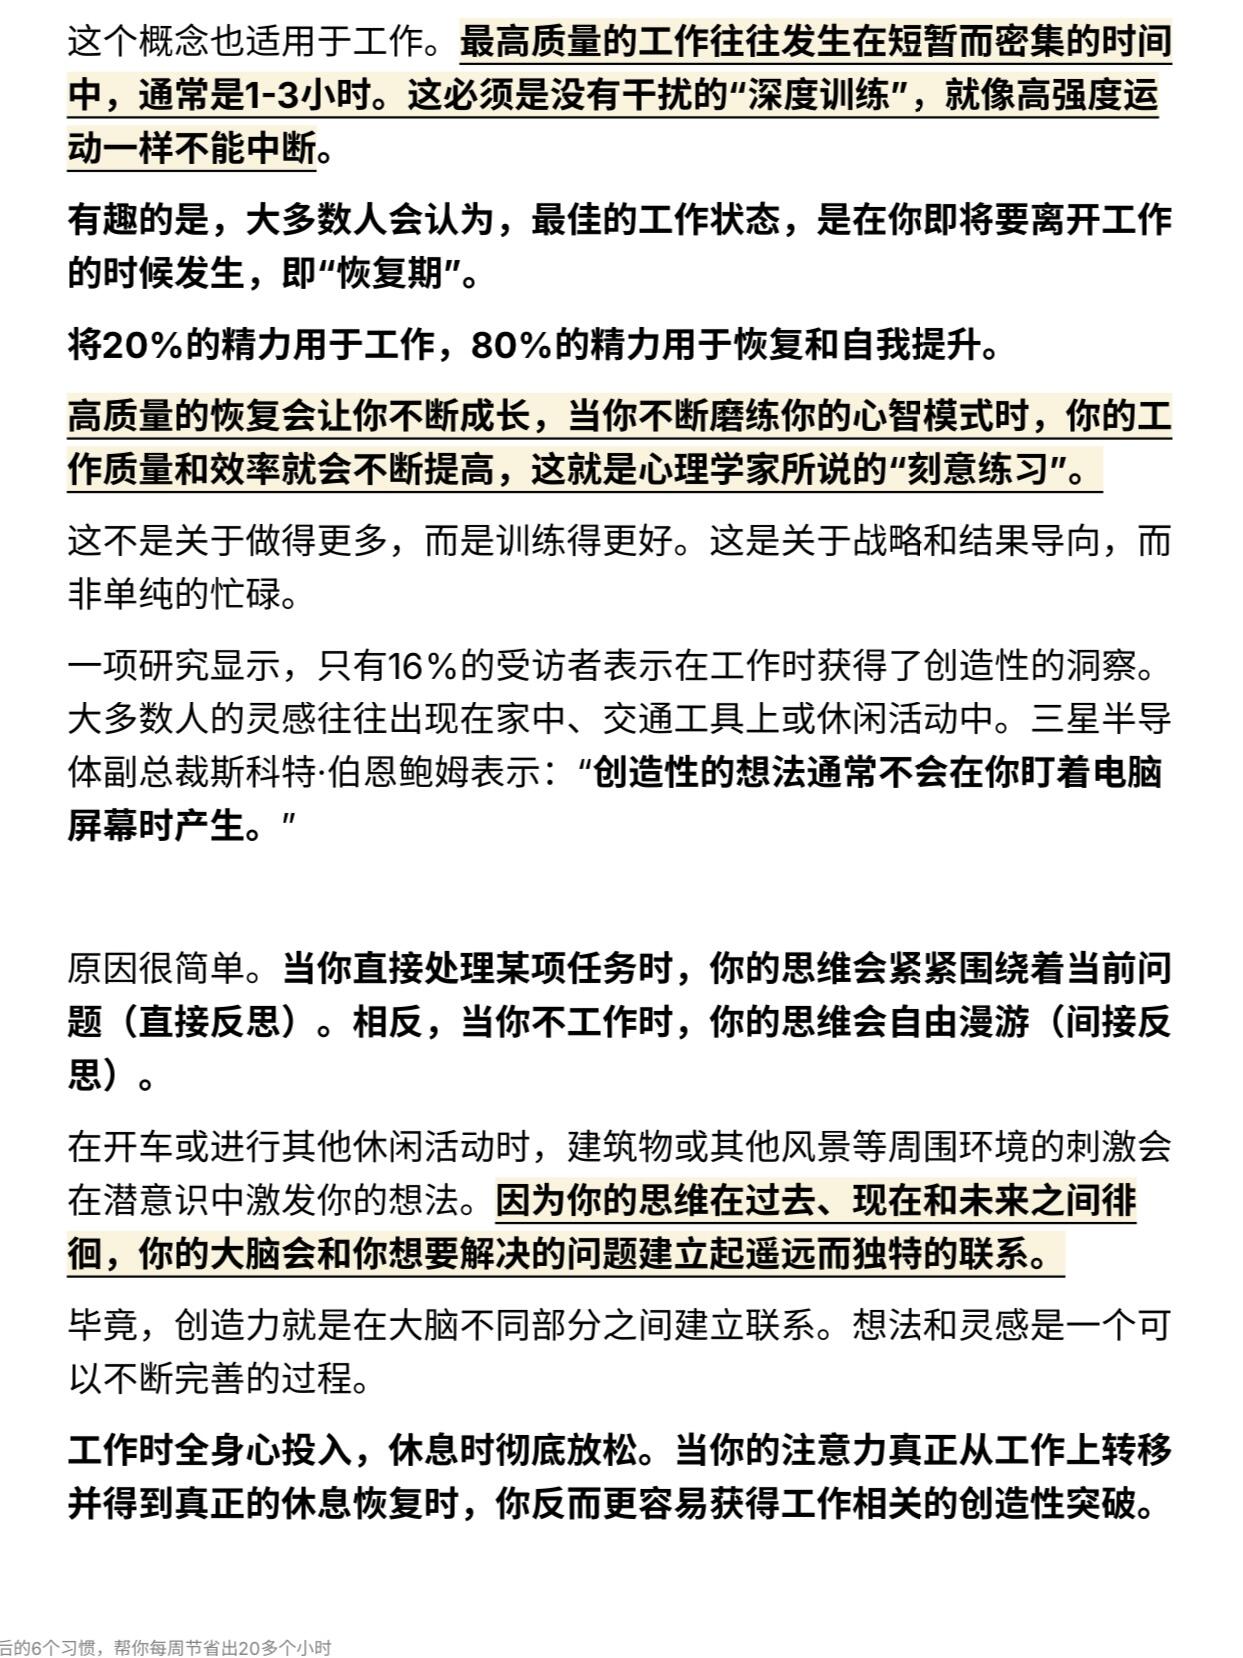 这个概念也适用于工作。最高质量的工作往往发生在短暂而密集的时间
中，通常是1-3小时。这必须是没有干扰的“深度训练”，就像高强度运
动一样不能中断。
有趣的是，大多数人会认为，最佳的工作状态，是在你即将要离开工作
的时候发生，即“恢复期”。
将20%的精力用于工作，80%的精力用于恢复和自我提升。
高质量的恢复会让你不断成长，当你不断磨练你的心智模式时，你的工
作质量和效率就会不断提高，这就是心理学家所说的“刻意练习”。
这不是关于做得更多，而是训练得更好。这是关于战略和结果导向，而
非单纯的忙碌。
一项研究显示，只有16%的受访者表示在工作时获得了创造性的洞察。
大多数人的灵感往往出现在家中、交通工具上或休闲活动中。三星半导
体副总裁斯科特·伯恩鲍姆表示：“创造性的想法通常不会在你盯着电脑
屏幕时产生。”
原因很简单。当你直接处理某项任务时，你的思维会紧紧围绕着当前问
题（直接反思）。相反，当你不工作时，你的思维会自由漫游（间接反
思）。
在开车或进行其他休闲活动时，建筑物或其他风景等周围环境的刺激会
在潜意识中激发你的想法。因为你的思维在过去、现在和未来之间徘
徊，你的大脑会和你想要解决的问题建立起遥远而独特的联系。
毕竟，创造力就是在大脑不同部分之间建立联系。想法和灵感是一个可
以不断完善的过程。
工作时全身心投入，休息时彻底放松。当你的注意力真正从工作上转移
并得到真正的休息恢复时，你反而更容易获得工作相关的创造性突破。
后的6个习惯，帮你每周节省出20多个小时